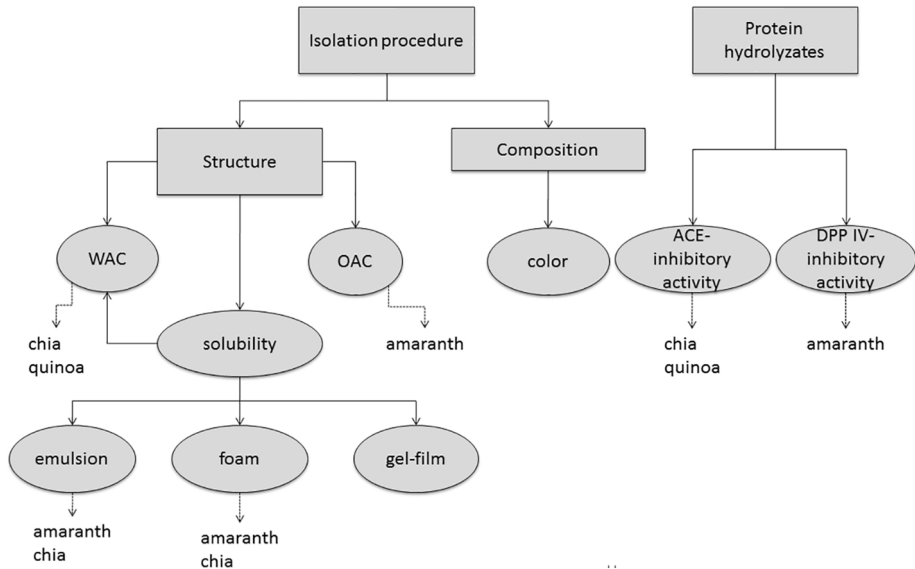 Isolation procedure
Protein
hydrolyzates
Structure
Composition
WAC
OAC
color
ACE-
inhibitory
activity
DPP IV-
inhibitory
activity
chia
quinoa
solubility
amaranth
chia
quinoa
amaranth
emulsion
foam
gel-film
amaranth
chia
amaranth
chia